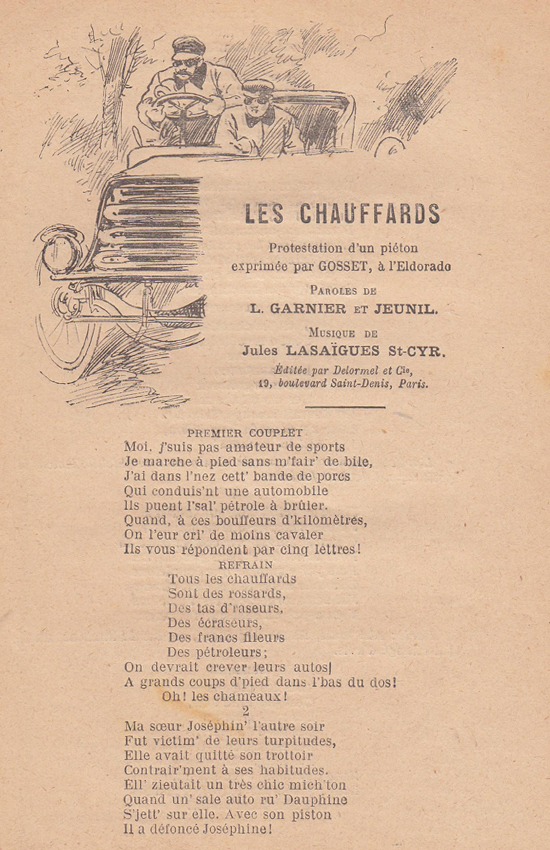 LES CHAUFFARDS
Protestation d'un piéton
exprimée par GOSSET, à l'Eldorado
PAROLES DE
L. GARNIER ET JEUNIL.
MUSIQUE DE
Jules LASAÏGUES St-CYR.
Éditée par Delormel et Cie,
19, boulevard Saint-Denis, Paris.
PREMIER COUPLET
Moi, j'suis pas amateur de sports
Je marche à pied sans m'fair' de bile,
J'ai dans l'nez cett' bande de porcs
Qui conduis'nt une automobile
Ils puent l'sal' pétrole à brûler.
Quand, à ces bouffeurs d'kilomètres,
On l'eur cri' de moins cavaler
Ils vous répondent par cinq lettres!
REFRAIN
Tous les chauffards
Sont des rossards,
Des tas d'raseurs,
Des écraseurs,
Des francs fileurs
Des pétroleurs;
On devrait crever leurs autos|
A grands coups d'pied dans l'bas du dos!
Oh! les chameaux!
2
Ma sœur Joséphin' l'autre soir
Fut victim' de leurs turpitudes,
Elle avait quitté son trottoir
Contrair'ment à ses habitudes.
Ell' zieutait un très chic mich'ton
Quand un' sale auto ru' Dauphine
S'jett' sur elle. Avec son piston
Il a défoncé Joséphine!